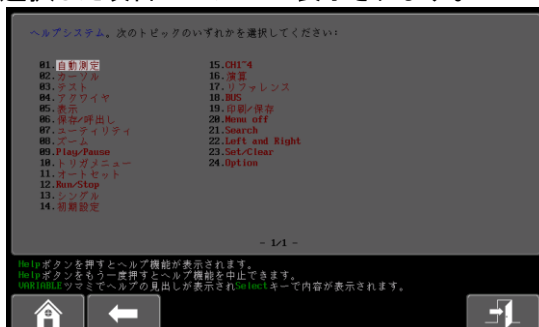 ヘルプシステム。次のトピックのいずれかを選択してください:
01.自動測定
02.カーソル
03.テスト
04.アクワイヤ
05.表示
06.保存/呼出し
07.ユーティリティ
08.ズーム
09.Play/Pause
10.トリガメニュー
11.オートセット
12.Run/Stop
13.シングル
14.初期設定
15.CH1~4
16.演算
17.リファレンス
18.BUS
19.印刷/保存
20.Menu off
21.Search
22.Left and Right
23.Set/Clear
24.Option
- 1/1 -
Helpボタンを押すとヘルプ機能が表示されます。
Helpボタンをもう一度押すとヘルプ機能を中止できます。
VARIABLEツマミでヘルプの見出しが表示されSelectキーで内容が表示されます。